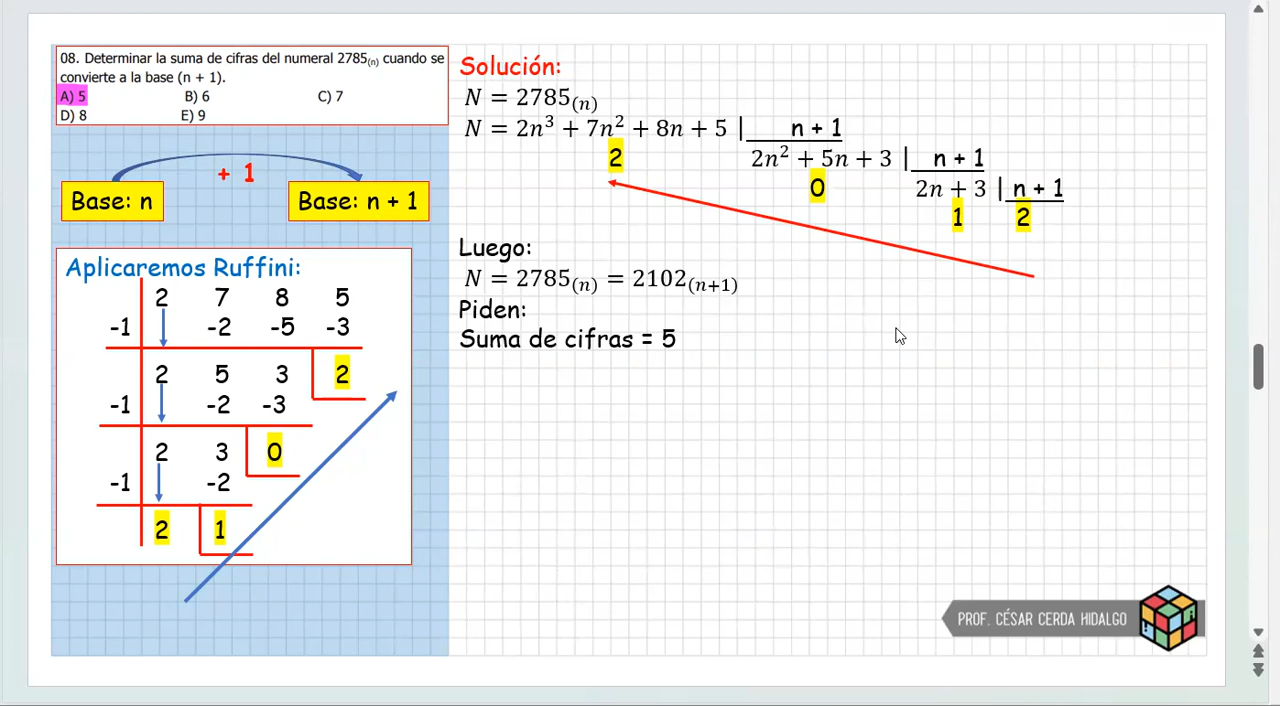 08. Determinar la suma de cifras del numeral 2785(n) cuando se
convierte a la base (n + 1).
A) 5 B) 6 C) 7
D) 8 E) 9
+ 1
Base: n Base: n + 1
Aplicaremos Ruffini:
2 7 8 5
-1 -2 -5 -3
2 5 3 2
-1 -2 -3
2 3 0
-1 -2
2 1
Solución:
N = 2785(n)
N = 2n³ + 7n² + 8n + 5 | n + 1
2 2n² + 5n + 3 | n + 1
0 2n + 3 | n + 1
1 2
Luego:
N = 2785(n) = 2102(n+1)
Piden:
Suma de cifras = 5
PROF. CÉSAR CERDA HIDALGO